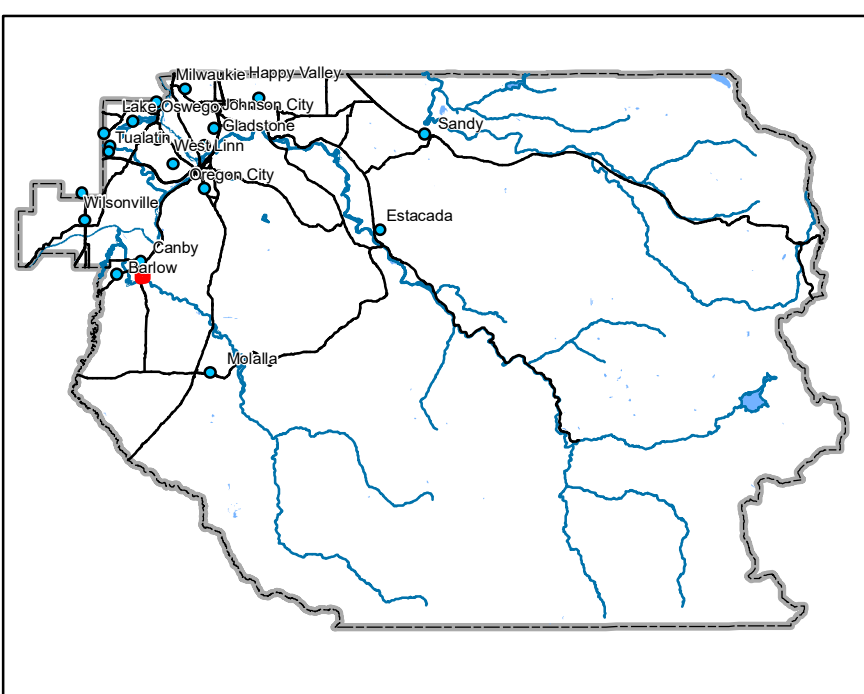 Milwaukie
Happy Valley
Lake Oswego
Johnson City
Gladstone
Sandy
Tualatin
West Linn
Oregon City
Wilsonville
Estacada
Canby
Barlow
Molalla